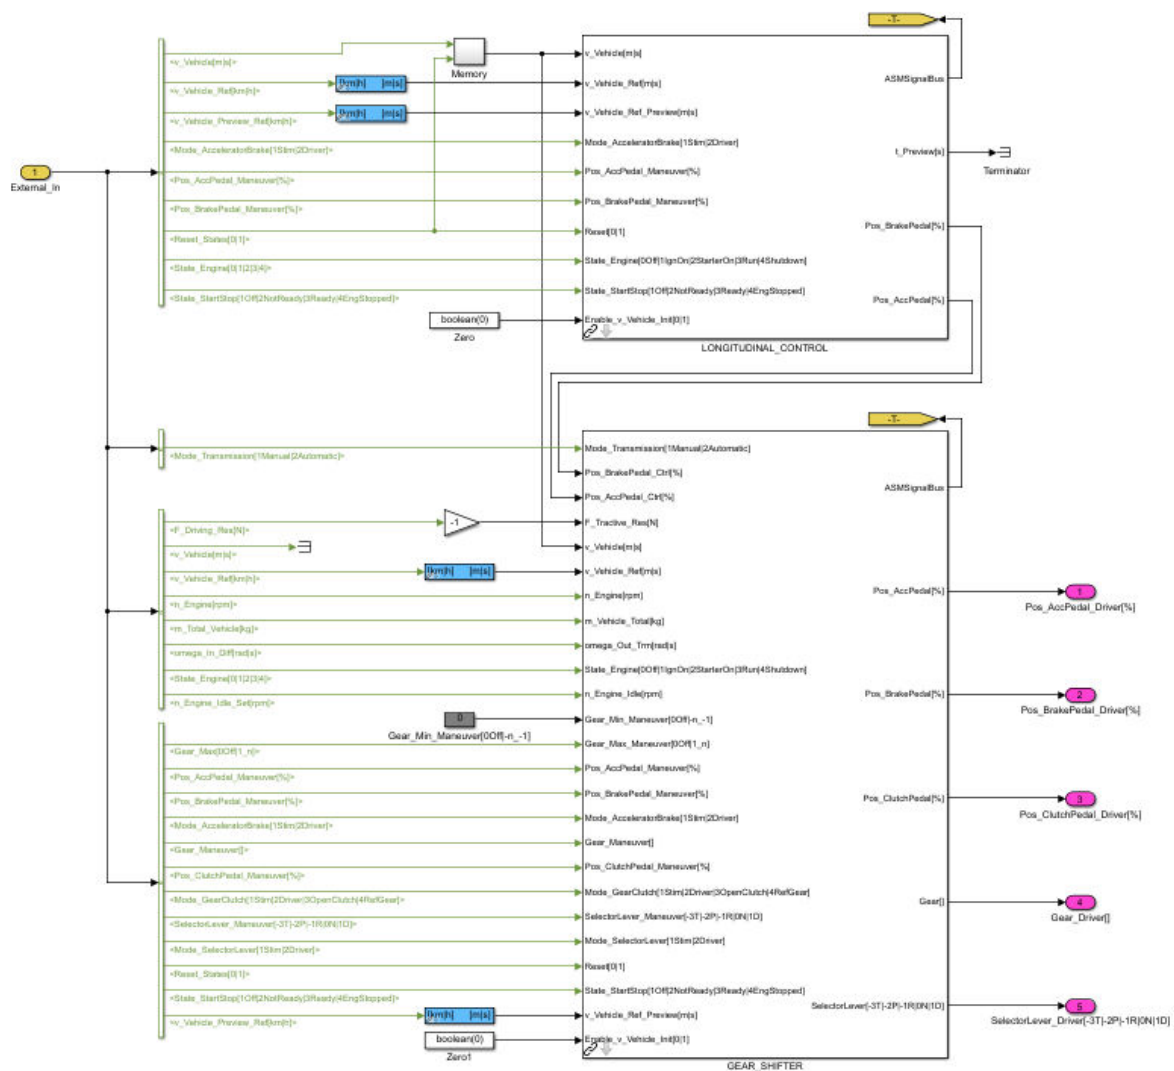 -T-
v_Vehicle[m|s]
<v_Vehicle[m|s]>
Memory
ASMSignalBus
[km|h] [m|s]
v_Vehicle_Ref[m|s]
<v_Vehicle_Ref[km|h]>
[km|h] [m|s]
v_Vehicle_Ref_Preview[m|s]
<v_Vehicle_Preview_Ref[km|h]>
Mode_AcceleratorBrake[1Stim|2Driver]
<Mode_AcceleratorBrake[1Stim|2Driver]>
t_Preview[s]
Terminator
1
External_In
Pos_AccPedal_Maneuver[%]
<Pos_AccPedal_Maneuver[%]>
Pos_BrakePedal_Maneuver[%]
<Pos_BrakePedal_Maneuver[%]>
Pos_BrakePedal[%]
Reset[0|1]
<Reset_States[0|1]>
State_Engine[0Off|1IgnOn|2StarterOn|3Run|4Shutdown]
<State_Engine[0|1|2|3|4]>
State_StartStop[1Off|2NotReady|3Ready|4EngStopped]
<State_StartStop[1Off|2NotReady|3Ready|4EngStopped]>
Pos_AccPedal[%]
boolean(0)
Zero
Enable_v_Vehicle_Init[0|1]
LONGITUDINAL_CONTROL
-T-
Mode_Transmission[1Manual|2Automatic]
<Mode_Transmission[1Manual|2Automatic]>
Pos_BrakePedal_Ctrl[%]
ASMSignalBus
Pos_AccPedal_Ctrl[%]
-1
F_Tractive_Res[N]
<F_Driving_Res[N]>
v_Vehicle[m|s]
<v_Vehicle[m|s]>
[km|h] [m|s]
v_Vehicle_Ref[m|s]
<v_Vehicle_Ref[km|h]>
n_Engine[rpm]
<n_Engine[rpm]>
Pos_AccPedal[%]
1
Pos_AccPedal_Driver[%]
m_Vehicle_Total[kg]
<m_Total_Vehicle[kg]>
omega_Out_Trm[rad|s]
<omega_In_Diff[rad|s]>
State_Engine[0Off|1IgnOn|2StarterOn|3Run|4Shutdown]
<State_Engine[0|1|2|3|4]>
n_Engine_Idle[rpm]
<n_Engine_Idle_Set[rpm]>
Pos_BrakePedal[%]
2
Pos_BrakePedal_Driver[%]
0
Gear_Min_Maneuver[0Off|-n_-1]
Gear_Min_Maneuver[0Off|-n_-1]
Gear_Max_Maneuver[0Off|1_n]
<Gear_Max[0Off|1_n]>
Pos_AccPedal_Maneuver[%]
<Pos_AccPedal_Maneuver[%]>
Pos_BrakePedal_Maneuver[%]
<Pos_BrakePedal_Maneuver[%]>
Pos_ClutchPedal[%]
3
Pos_ClutchPedal_Driver[%]
Mode_AcceleratorBrake[1Stim|2Driver]
<Mode_AcceleratorBrake[1Stim|2Driver]>
Gear_Maneuver[]
<Gear_Maneuver[]>
Pos_ClutchPedal_Maneuver[%]
<Pos_ClutchPedal_Maneuver[%]>
Mode_GearClutch[1Stim|2Driver|3OpenClutch|4RefGear]
<Mode_GearClutch[1Stim|2Driver|3OpenClutch|4RefGear]>
Gear[]
4
Gear_Driver[]
SelectorLever_Maneuver[-3T|-2P|-1R|0N|1D]
<SelectorLever_Maneuver[-3T|-2P|-1R|0N|1D]>
Mode_SelectorLever[1Stim|2Driver]
<Mode_SelectorLever[1Stim|2Driver]>
Reset[0|1]
<Reset_States[0|1]>
State_StartStop[1Off|2NotReady|3Ready|4EngStopped]
<State_StartStop[1Off|2NotReady|3Ready|4EngStopped]>
SelectorLever[-3T|-2P|-1R|0N|1D]
5
SelectorLever_Driver[-3T|-2P|-1R|0N|1D]
[km|h] [m|s]
v_Vehicle_Ref_Preview[m|s]
<v_Vehicle_Preview_Ref[km|h]>
boolean(0)
Zero1
Enable_v_Vehicle_Init[0|1]
GEAR_SHIFTER